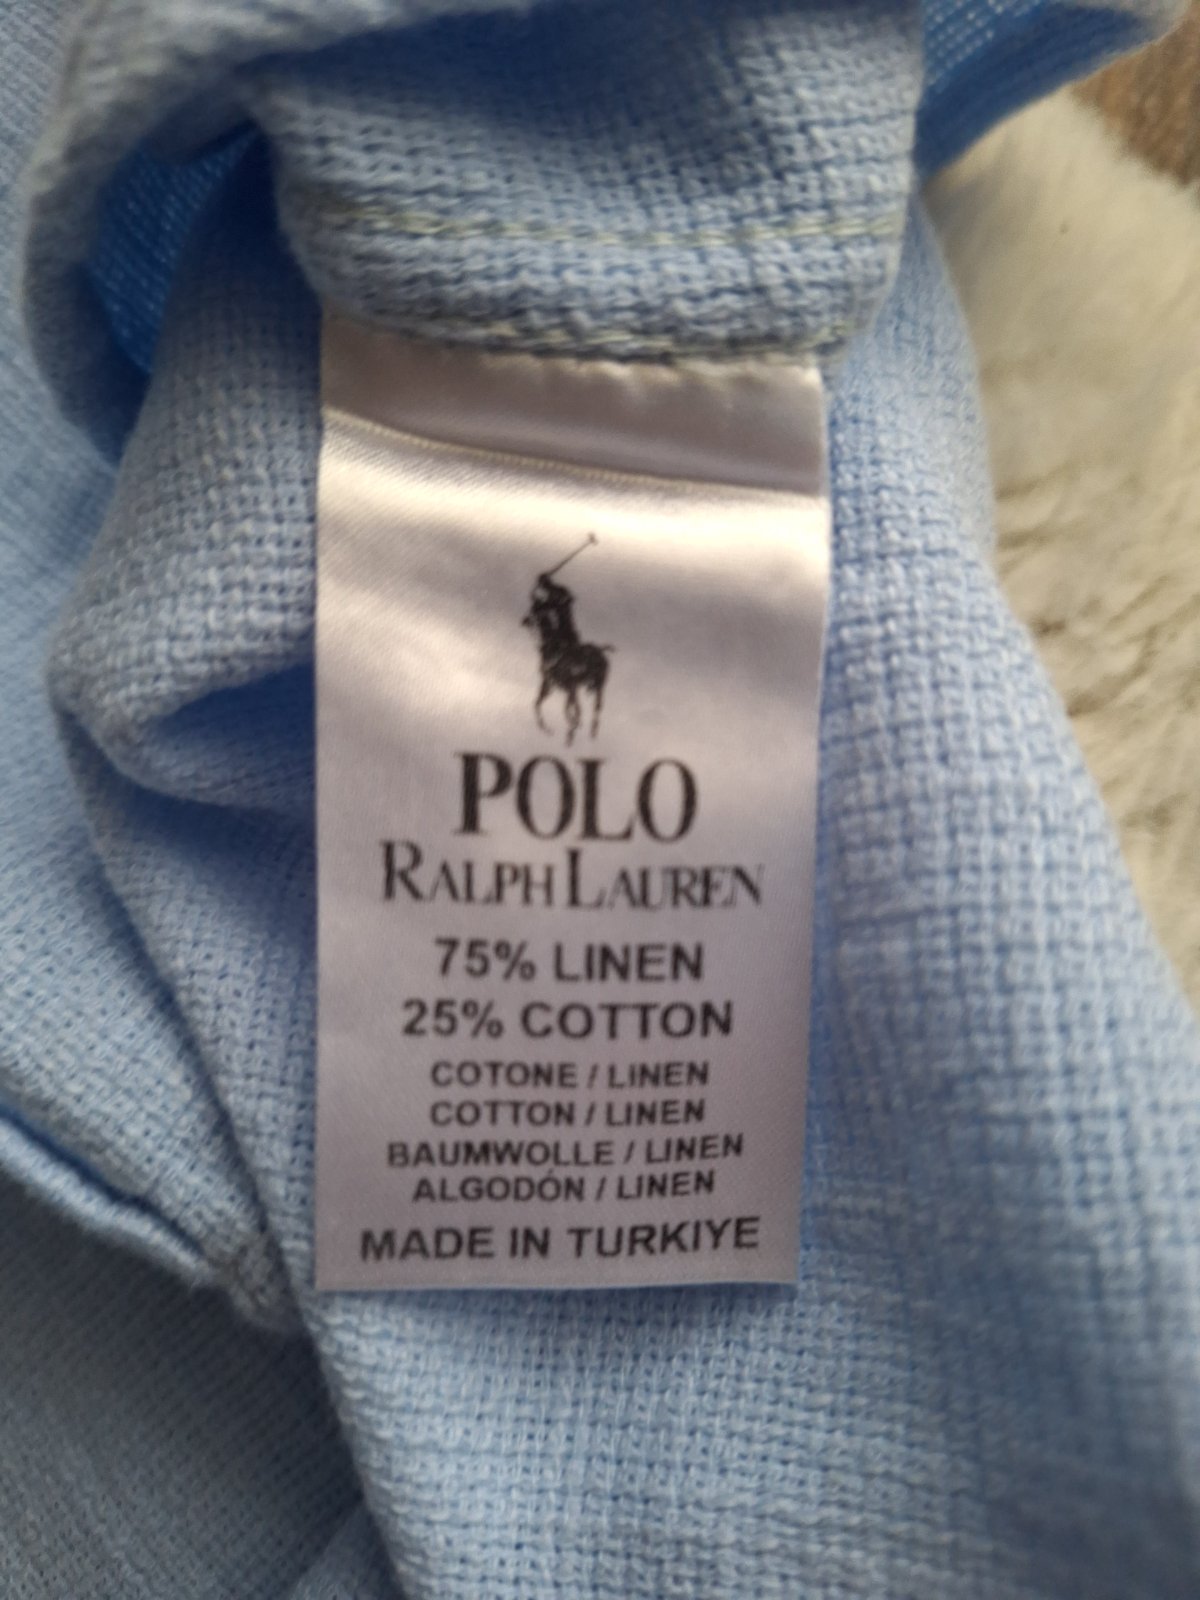 POLO
RALPH LAUREN
75% LINEN
25% COTTON
COTONE / LINEN
COTTON / LINEN
BAUMWOLLE / LINEN
ALGODÓN / LINEN
MADE IN TURKIYE